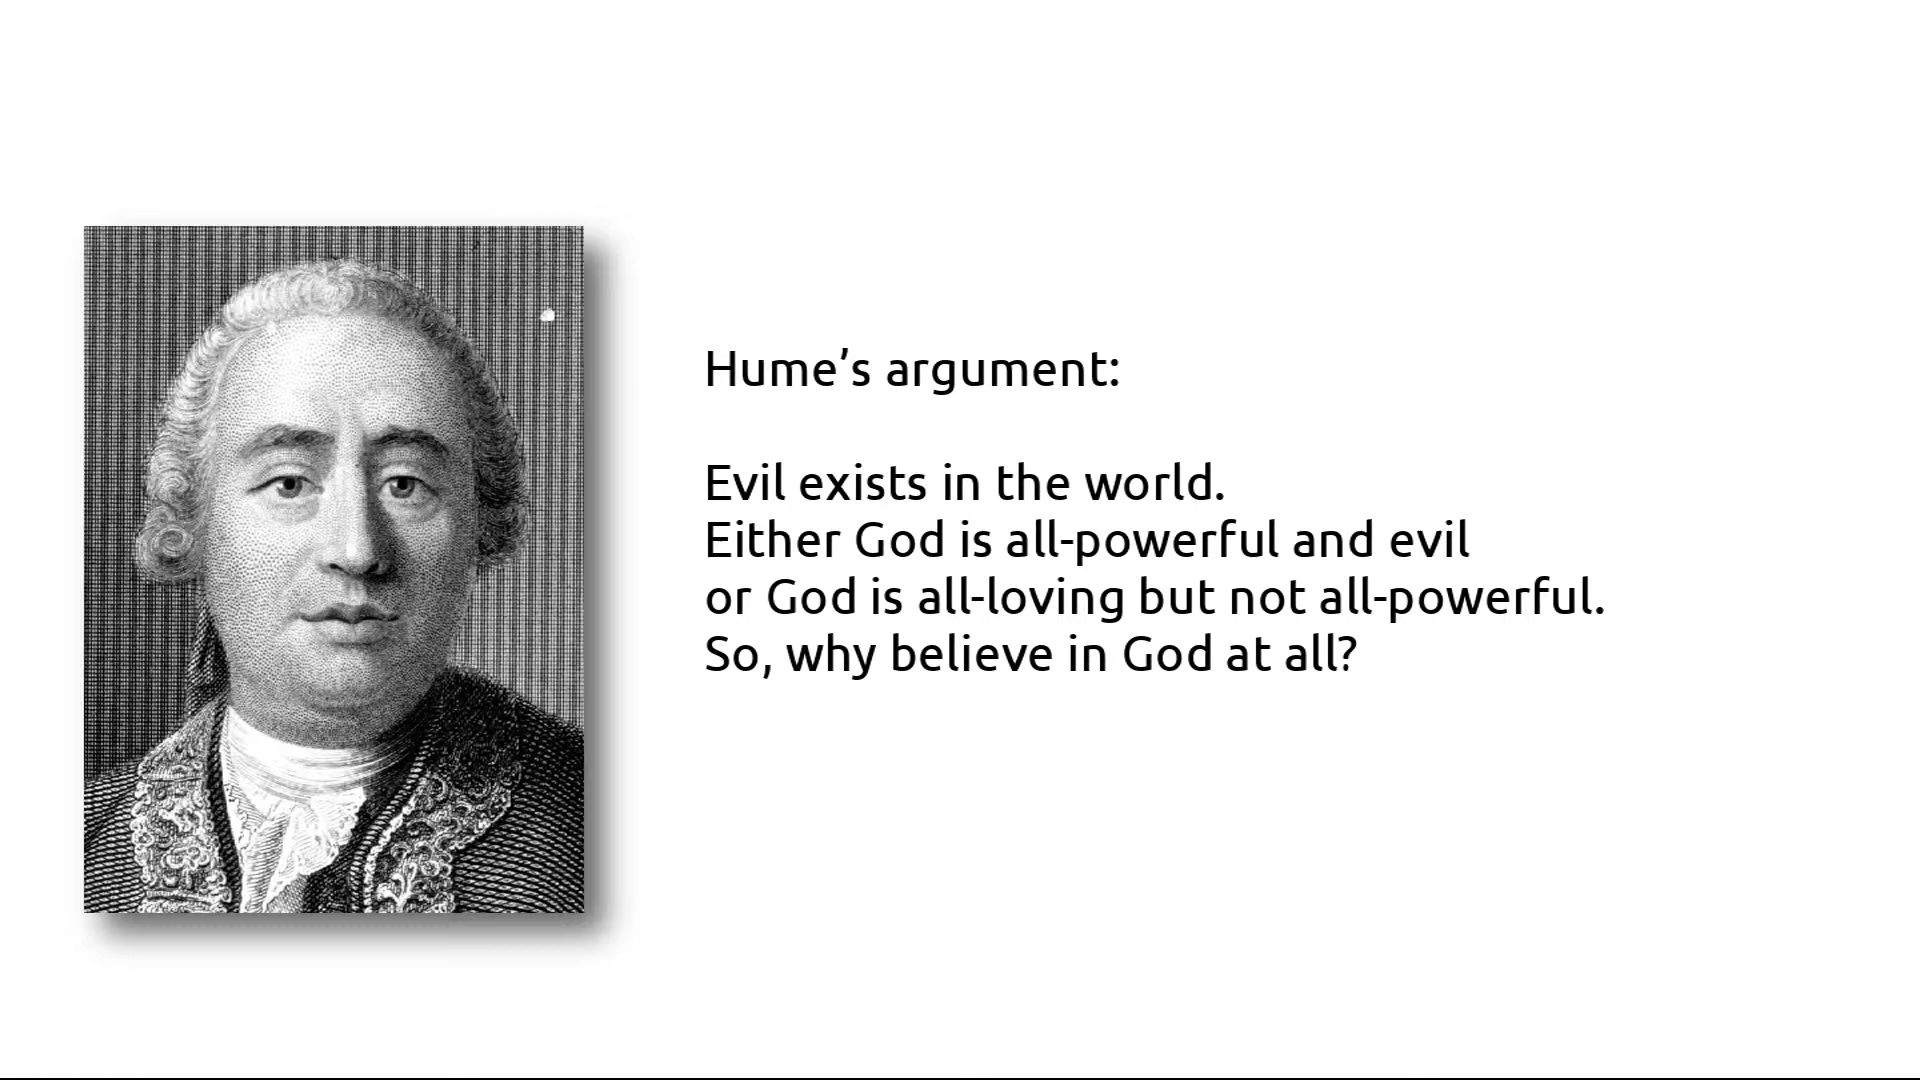 Hume’s argument:
Evil exists in the world.
Either God is all-powerful and evil
or God is all-loving but not all-powerful.
So, why believe in God at all?